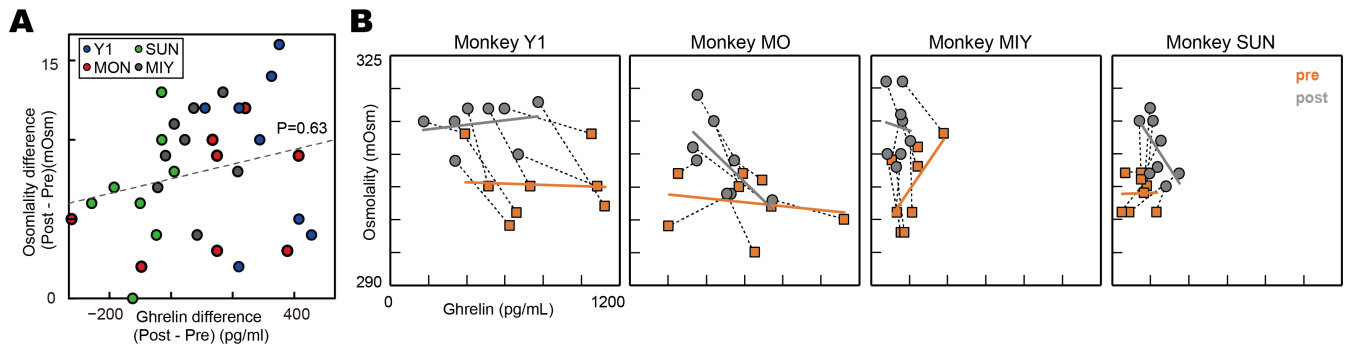 A
Y1 SUN
MON MIY
15
P=0.63
0
−200 400
Osomlality difference
(Post - Pre)(mOsm)
Ghrelin difference
(Post - Pre) (pg/ml)
B
Monkey Y1
Monkey MO
Monkey MIY
Monkey SUN
325
pre
post
Osmolality (mOsm)
290
0 1200
Ghrelin (pg/mL)